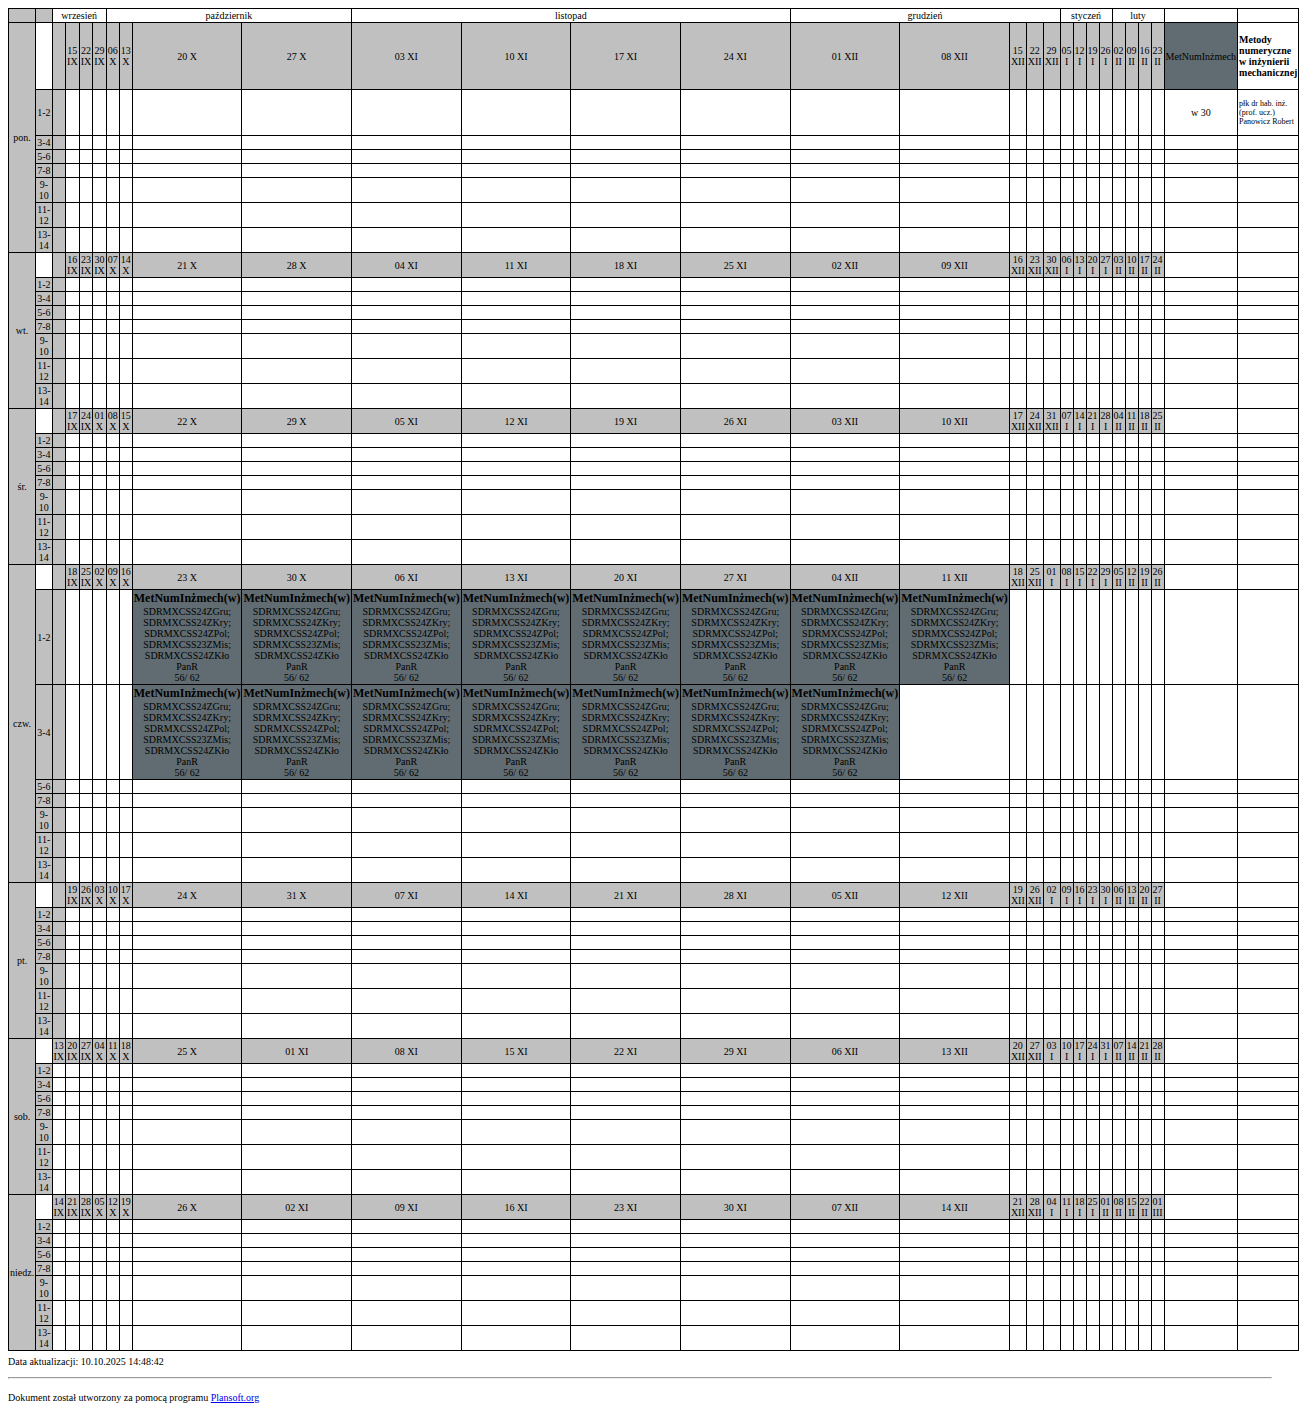 wrzesień październik listopad grudzień styczeń luty
pon. 15 IX 22 IX 29 IX 06 X 13 X 20 X 27 X 03 XI 10 XI 17 XI 24 XI 01 XII 08 XII 15 XII 22 XII 29 XII 05 I 12 I 19 I 26 I 02 II 09 II 16 II 23 II MetNumInżmech Metody numeryczne w inżynierii mechanicznej
1-2 w 30 płk dr hab. inż. (prof. ucz.) Panowicz Robert
3-4
5-6
7-8
9-10
11-12
13-14
wt. 16 IX 23 IX 30 IX 07 X 14 X 21 X 28 X 04 XI 11 XI 18 XI 25 XI 02 XII 09 XII 16 XII 23 XII 30 XII 06 I 13 I 20 I 27 I 03 II 10 II 17 II 24 II
1-2
3-4
5-6
7-8
9-10
11-12
13-14
śr. 17 IX 24 IX 01 X 08 X 15 X 22 X 29 X 05 XI 12 XI 19 XI 26 XI 03 XII 10 XII 17 XII 24 XII 31 XII 07 I 14 I 21 I 28 I 04 II 11 II 18 II 25 II
1-2
3-4
5-6
7-8
9-10
11-12
13-14
czw. 18 IX 25 IX 02 X 09 X 16 X 23 X 30 X 06 XI 13 XI 20 XI 27 XI 04 XII 11 XII 18 XII 25 XII 01 I 08 I 15 I 22 I 29 I 05 II 12 II 19 II 26 II
1-2
MetNumInżmech(w) MetNumInżmech(w) MetNumInżmech(w) MetNumInżmech(w) MetNumInżmech(w) MetNumInżmech(w) MetNumInżmech(w) MetNumInżmech(w)
SDRMXCSS24ZGru; SDRMXCSS24ZGru; SDRMXCSS24ZGru; SDRMXCSS24ZGru; SDRMXCSS24ZGru; SDRMXCSS24ZGru; SDRMXCSS24ZGru; SDRMXCSS24ZGru;
SDRMXCSS24ZKry; SDRMXCSS24ZKry; SDRMXCSS24ZKry; SDRMXCSS24ZKry; SDRMXCSS24ZKry; SDRMXCSS24ZKry; SDRMXCSS24ZKry; SDRMXCSS24ZKry;
SDRMXCSS24ZPol; SDRMXCSS24ZPol; SDRMXCSS24ZPol; SDRMXCSS24ZPol; SDRMXCSS24ZPol; SDRMXCSS24ZPol; SDRMXCSS24ZPol; SDRMXCSS24ZPol;
SDRMXCSS23ZMis; SDRMXCSS23ZMis; SDRMXCSS23ZMis; SDRMXCSS23ZMis; SDRMXCSS23ZMis; SDRMXCSS23ZMis; SDRMXCSS23ZMis; SDRMXCSS23ZMis;
SDRMXCSS24ZKło SDRMXCSS24ZKło SDRMXCSS24ZKło SDRMXCSS24ZKło SDRMXCSS24ZKło SDRMXCSS24ZKło SDRMXCSS24ZKło SDRMXCSS24ZKło
PanR PanR PanR PanR PanR PanR PanR PanR
56/ 62 56/ 62 56/ 62 56/ 62 56/ 62 56/ 62 56/ 62 56/ 62
3-4
MetNumInżmech(w) MetNumInżmech(w) MetNumInżmech(w) MetNumInżmech(w) MetNumInżmech(w) MetNumInżmech(w) MetNumInżmech(w)
SDRMXCSS24ZGru; SDRMXCSS24ZGru; SDRMXCSS24ZGru; SDRMXCSS24ZGru; SDRMXCSS24ZGru; SDRMXCSS24ZGru; SDRMXCSS24ZGru;
SDRMXCSS24ZKry; SDRMXCSS24ZKry; SDRMXCSS24ZKry; SDRMXCSS24ZKry; SDRMXCSS24ZKry; SDRMXCSS24ZKry; SDRMXCSS24ZKry;
SDRMXCSS24ZPol; SDRMXCSS24ZPol; SDRMXCSS24ZPol; SDRMXCSS24ZPol; SDRMXCSS24ZPol; SDRMXCSS24ZPol; SDRMXCSS24ZPol;
SDRMXCSS23ZMis; SDRMXCSS23ZMis; SDRMXCSS23ZMis; SDRMXCSS23ZMis; SDRMXCSS23ZMis; SDRMXCSS23ZMis; SDRMXCSS23ZMis;
SDRMXCSS24ZKło SDRMXCSS24ZKło SDRMXCSS24ZKło SDRMXCSS24ZKło SDRMXCSS24ZKło SDRMXCSS24ZKło SDRMXCSS24ZKło
PanR PanR PanR PanR PanR PanR PanR
56/ 62 56/ 62 56/ 62 56/ 62 56/ 62 56/ 62 56/ 62
5-6
7-8
9-10
11-12
13-14
pt. 19 IX 26 IX 03 X 10 X 17 X 24 X 31 X 07 XI 14 XI 21 XI 28 XI 05 XII 12 XII 19 XII 26 XII 02 I 09 I 16 I 23 I 30 I 06 II 13 II 20 II 27 II
1-2
3-4
5-6
7-8
9-10
11-12
13-14
sob. 13 IX 20 IX 27 IX 04 X 11 X 18 X 25 X 01 XI 08 XI 15 XI 22 XI 29 XI 06 XII 13 XII 20 XII 27 XII 03 I 10 I 17 I 24 I 31 I 07 II 14 II 21 II 28 II
1-2
3-4
5-6
7-8
9-10
11-12
13-14
niedz. 14 IX 21 IX 28 IX 05 X 12 X 19 X 26 X 02 XI 09 XI 16 XI 23 XI 30 XI 07 XII 14 XII 21 XII 28 XII 04 I 11 I 18 I 25 I 01 II 08 II 15 II 22 II 01 III
1-2
3-4
5-6
7-8
9-10
11-12
13-14
Data aktualizacji: 10.10.2025 14:48:42
Dokument został utworzony za pomocą programu Plansoft.org